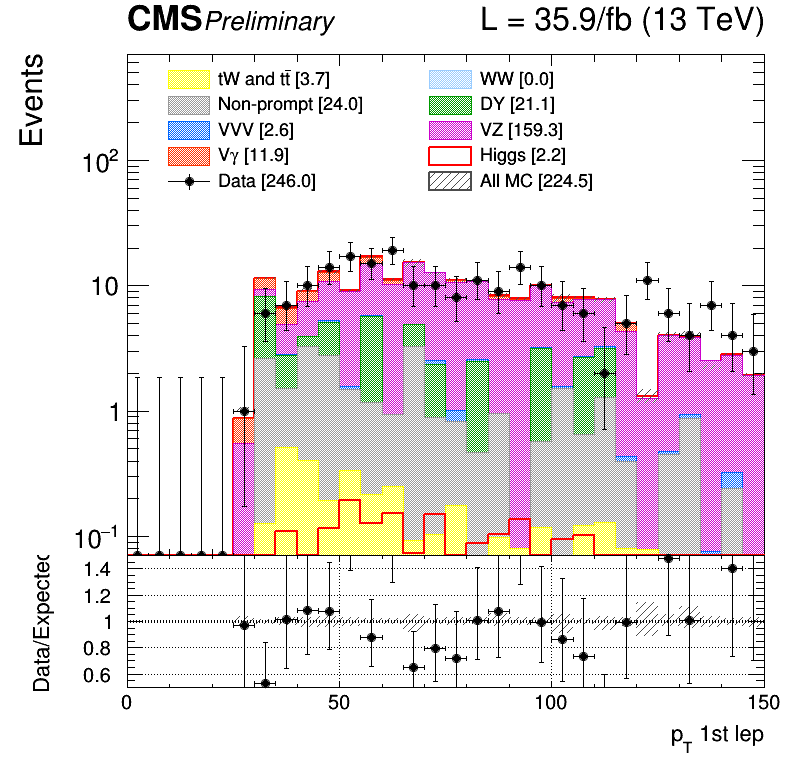 CMS Preliminary L = 35.9/fb (13 TeV)
Events
tW and tt̄ [3.7] WW [0.0]
Non-prompt [24.0] DY [21.1]
VVV [2.6] VZ [159.3]
Vγ [11.9] Higgs [2.2]
Data [246.0] All MC [224.5]
10²
10
1
10⁻¹
Data/Expected
1.4
1.2
1
0.8
0.6
0 50 100 150
p_T 1st lep